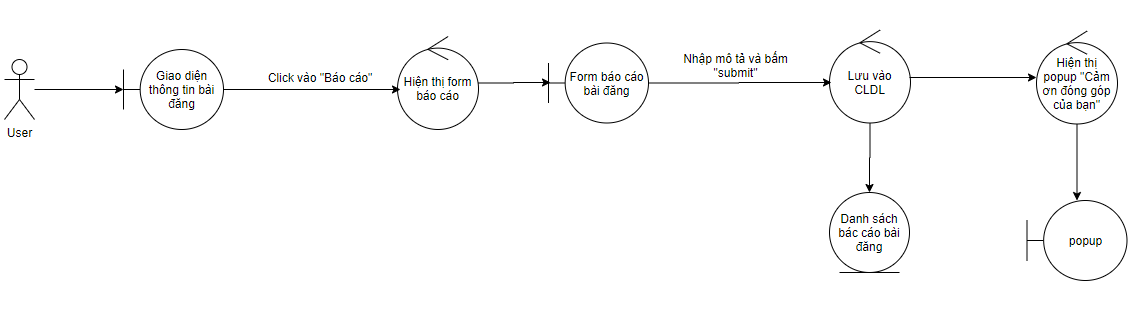 User
Giao diện
thông tin bài
đăng
Click vào "Báo cáo"
Hiện thị form
báo cáo
Form báo cáo
bài đăng
Nhập mô tả và bấm
"submit"
Lưu vào
CLDL
Danh sách
bác cáo bài
đăng
Hiện thị
popup "Cảm
ơn đóng góp
của bạn"
popup